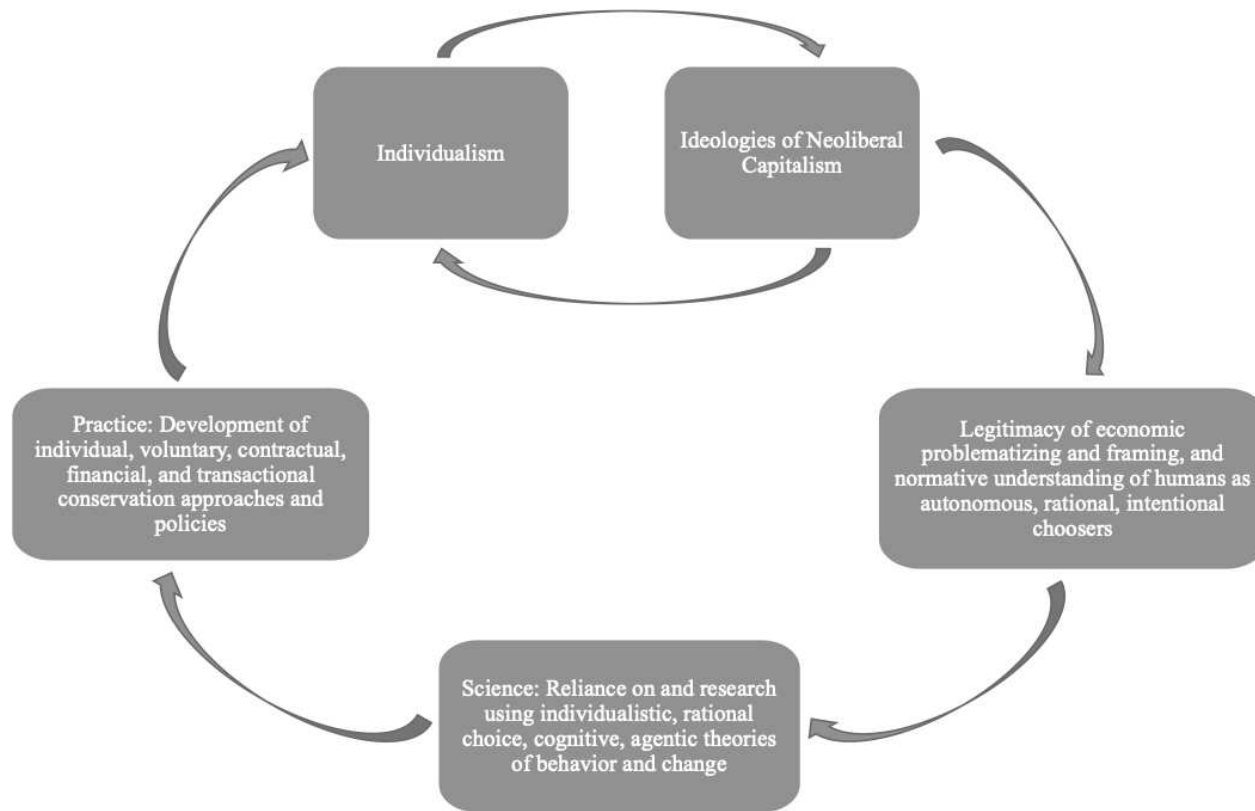 Individualism
Ideologies of Neoliberal
Capitalism
Practice: Development of
individual, voluntary, contractual,
financial, and transactional
conservation approaches and
policies
Legitimacy of economic
problematizing and framing, and
normative understanding of humans as
autonomous, rational, intentional
choosers
Science: Reliance on and research
using individualistic, rational
choice, cognitive, agentic theories
of behavior and change